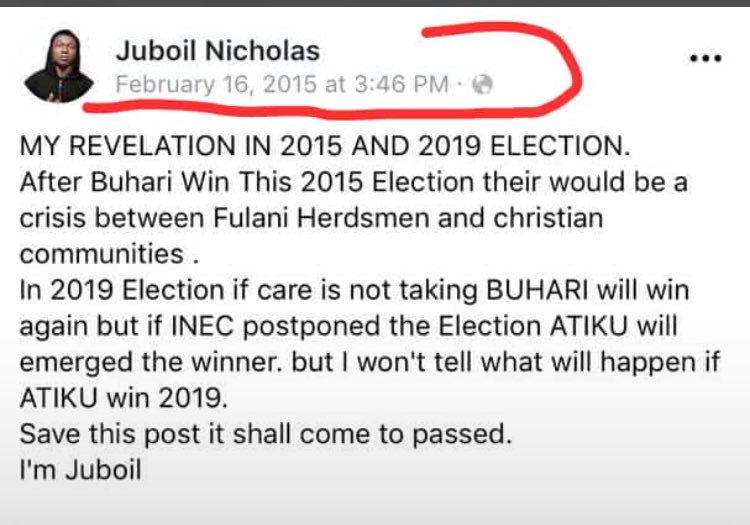 Juboil Nicholas
February 16, 2015 at 3:46 PM ·
MY REVELATION IN 2015 AND 2019 ELECTION.
After Buhari Win This 2015 Election their would be a
crisis between Fulani Herdsmen and christian
communities .
In 2019 Election if care is not taking BUHARI will win
again but if INEC postponed the Election ATIKU will
emerged the winner. but I won't tell what will happen if
ATIKU win 2019.
Save this post it shall come to passed.
I'm Juboil